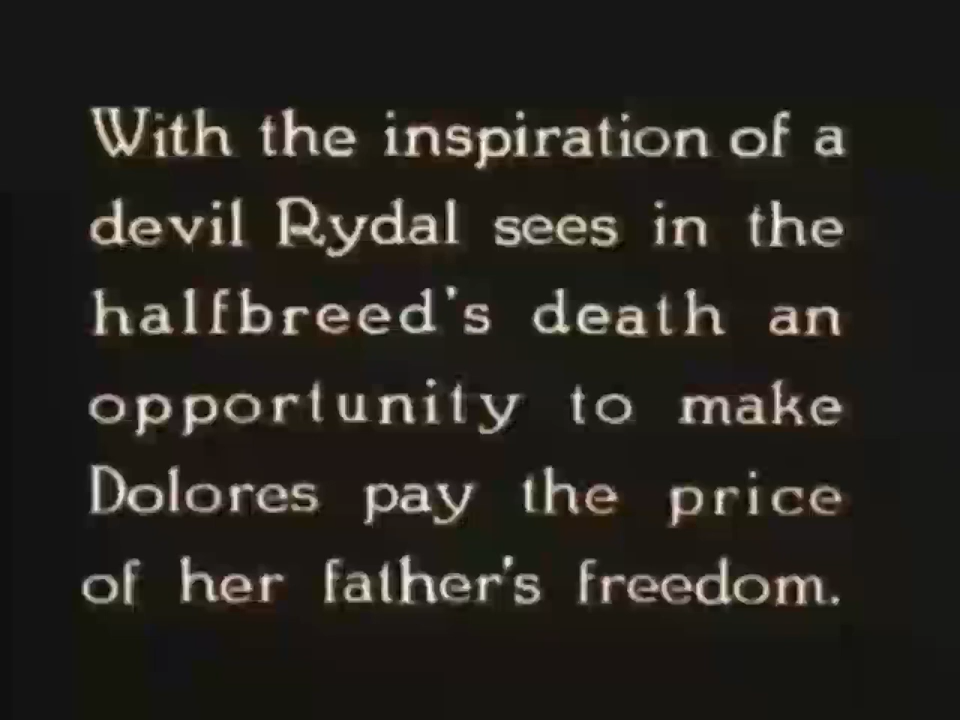 With the inspiration of a
devil Rydal sees in the
halfbreed's death an
opportunity to make
Dolores pay the price
of her father's freedom.